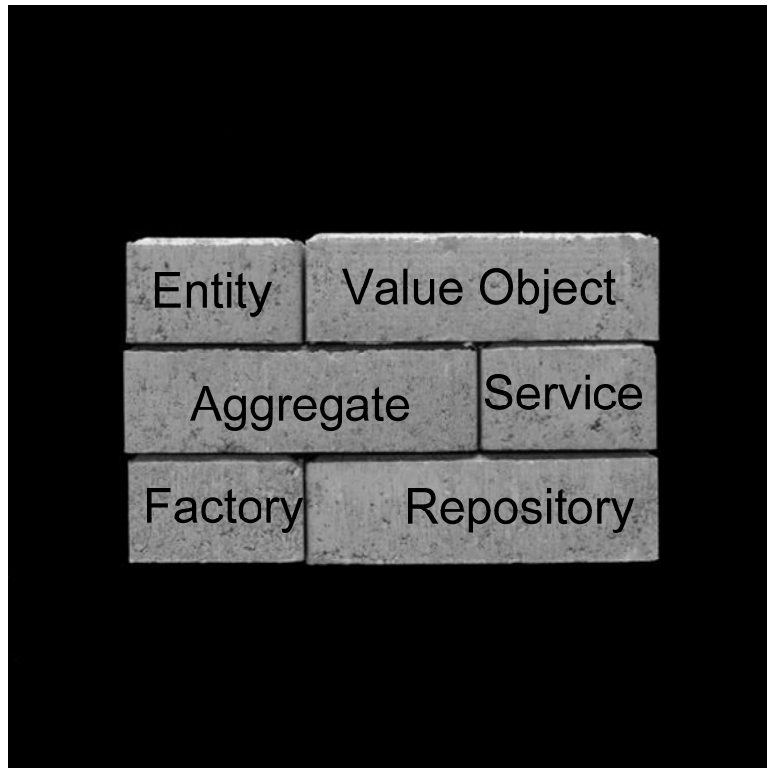 Entity Value Object
Aggregate Service
Factory Repository